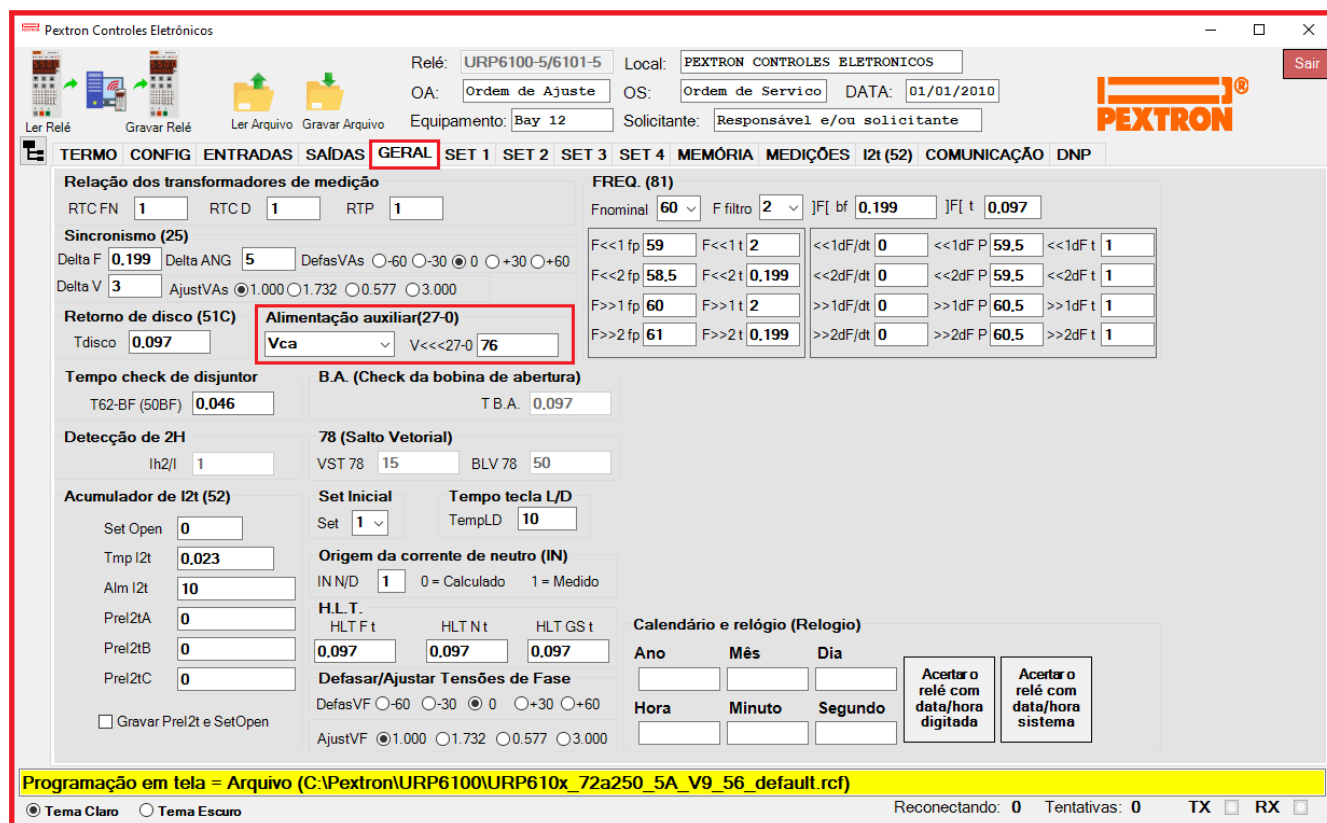 Pextron Controles Eletrônicos
Relé: URP6100-5/6101-5 Local: PEXTRON CONTROLES ELETRONICOS Sair
OA: Ordem de Ajuste OS: Ordem de Servico DATA: 01/01/2010
Ler Relé Gravar Relé Ler Arquivo Gravar Arquivo Equipamento: Bay 12 Solicitante: Responsável e/ou solicitante PEXTRON ®
TERMO CONFIG ENTRADAS SAÍDAS GERAL SET 1 SET 2 SET 3 SET 4 MEMÓRIA MEDIÇÕES I2t (52) COMUNICAÇÃO DNP
Relação dos transformadores de medição
RTC FN 1 RTC D 1 RTP 1
Sincronismo (25)
Delta F 0.199 Delta ANG 5 DefasVAs -60 -30 0 +30 +60
Delta V 3 AjustVAs 1.000 1.732 0.577 3.000
Retorno de disco (51C)
Tdisco 0.097
Alimentação auxiliar(27-0)
Vca V<<<27-0 76
Tempo check de disjuntor
T62-BF (50BF) 0.046
B.A. (Check da bobina de abertura)
T B.A. 0.097
Detecção de 2H
Ih2/I 1
78 (Salto Vetorial)
VST 78 15 BLV 78 50
Acumulador de I2t (52)
Set Open 0
Tmp I2t 0.023
Alm I2t 10
PreI2tA 0
PreI2tB 0
PreI2tC 0
Gravar PreI2t e SetOpen
Set Inicial
Set 1
Tempo tecla L/D
TempLD 10
Origem da corrente de neutro (IN)
IN N/D 1 0 = Calculado 1 = Medido
H.L.T.
HLT F t HLT N t HLT GS t
0.097 0.097 0.097
Defasar/Ajustar Tensões de Fase
DefasVF -60 -30 0 +30 +60
AjustVF 1.000 1.732 0.577 3.000
FREQ. (81)
Fnominal 60 F filtro 2 ]F[ bf 0.199 ]F[ t 0.097
F<<1 fp 59 F<<1 t 2 <<1dF/dt 0 <<1dF P 59.5 <<1dF t 1
F<<2 fp 58.5 F<<2 t 0.199 <<2dF/dt 0 <<2dF P 59.5 <<2dF t 1
F>>1 fp 60 F>>1 t 2 >>1dF/dt 0 >>1dF P 60.5 >>1dF t 1
F>>2 fp 61 F>>2 t 0.199 >>2dF/dt 0 >>2dF P 60.5 >>2dF t 1
Calendário e relógio (Relogio)
Ano Mês Dia
Hora Minuto Segundo
Acertar o
relé com
data/hora
digitada
Acertar o
relé com
data/hora
sistema
Programação em tela = Arquivo (C:\Pextron\URP6100\URP610x_72a250_5A_V9_56_default.rcf)
Tema Claro Tema Escuro Reconectando: 0 Tentativas: 0 TX RX